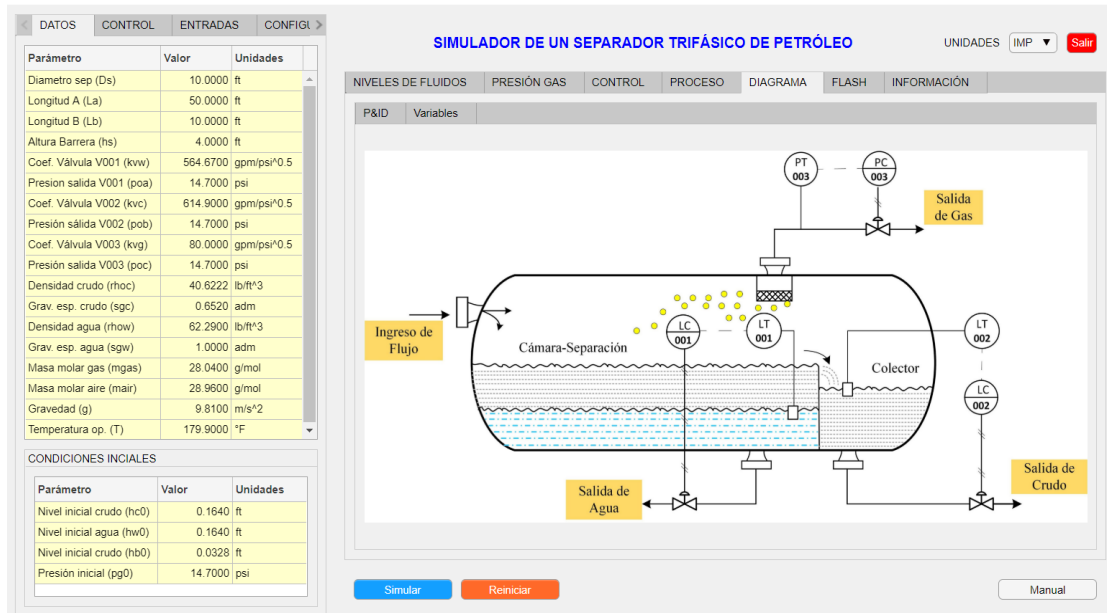 DATOS CONTROL ENTRADAS CONFIGU
SIMULADOR DE UN SEPARADOR TRIFÁSICO DE PETRÓLEO
UNIDADES IMP ▼ Salir
Parámetro Valor Unidades
Diametro sep (Ds) 10.0000 ft
Longitud A (La) 50.0000 ft
Longitud B (Lb) 10.0000 ft
Altura Barrera (hs) 4.0000 ft
Coef. Válvula V001 (kvw) 564.6700 gpm/psi^0.5
Presion salida V001 (poa) 14.7000 psi
Coef. Válvula V002 (kvc) 614.9000 gpm/psi^0.5
Presión sálida V002 (pob) 14.7000 psi
Coef. Válvula V003 (kvg) 80.0000 gpm/psi^0.5
Presión salida V003 (poc) 14.7000 psi
Densidad crudo (rhoc) 40.6222 lb/ft^3
Grav. esp. crudo (sgc) 0.6520 adm
Densidad agua (rhow) 62.2900 lb/ft^3
Grav. esp. agua (sgw) 1.0000 adm
Masa molar gas (mgas) 28.0400 g/mol
Masa molar aire (mair) 28.9600 g/mol
Gravedad (g) 9.8100 m/s^2
Temperatura op. (T) 179.9000 °F
CONDICIONES INCIALES
Parámetro Valor Unidades
Nivel inicial crudo (hc0) 0.1640 ft
Nivel inicial agua (hw0) 0.1640 ft
Nivel inicial crudo (hb0) 0.0328 ft
Presión inicial (pg0) 14.7000 psi
NIVELES DE FLUIDOS PRESIÓN GAS CONTROL PROCESO DIAGRAMA FLASH INFORMACIÓN
P&ID Variables
PT
003
PC
003
Salida
de Gas
Ingreso de
Flujo
Cámara-Separación
LC
001
LT
001
LT
002
Colector
LC
002
Salida de
Agua
Salida de
Crudo
Simular Reiniciar Manual